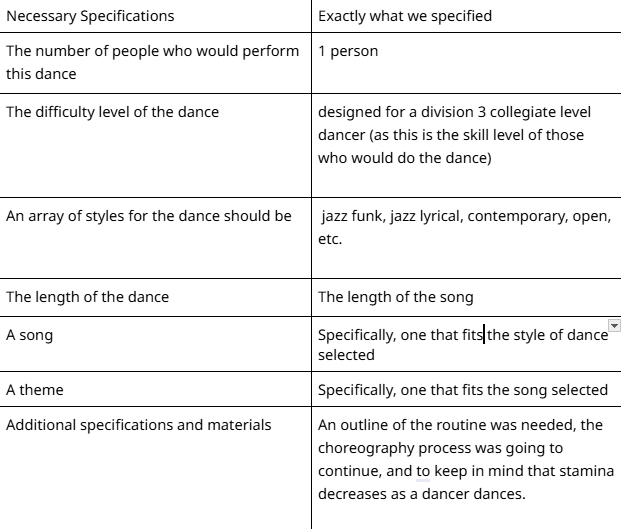 Necessary Specifications
Exactly what we specified
The number of people who would perform
this dance
1 person
The difficulty level of the dance
designed for a division 3 collegiate level
dancer (as this is the skill level of those
who would do the dance)
An array of styles for the dance should be
jazz funk, jazz lyrical, contemporary, open,
etc.
The length of the dance
The length of the song
A song
Specifically, one that fits the style of dance
selected
A theme
Specifically, one that fits the song selected
Additional specifications and materials
An outline of the routine was needed, the
choreography process was going to
continue, and to keep in mind that stamina
decreases as a dancer dances.